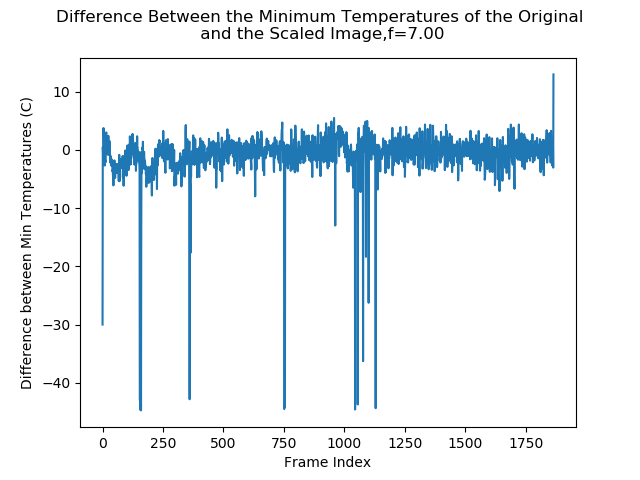 Difference Between the Minimum Temperatures of the Original
and the Scaled Image,f=7.00
10
0
−10
−20
−30
−40
Difference between Min Temperatures (C)
0 250 500 750 1000 1250 1500 1750
Frame Index